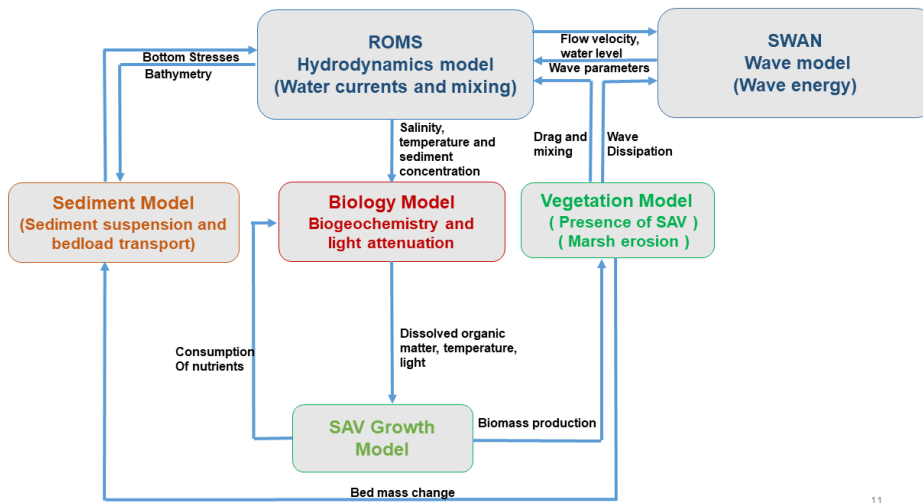 ROMS
Hydrodynamics model
(Water currents and mixing)
Flow velocity,
water level
Wave parameters
SWAN
Wave model
(Wave energy)
Bottom Stresses
Bathymetry
Salinity,
temperature and
sediment
concentration
Drag and
mixing
Wave
Dissipation
Sediment Model
(Sediment suspension and
bedload transport)
Biology Model
Biogeochemistry and
light attenuation
Vegetation Model
( Presence of SAV )
( Marsh erosion )
Consumption
Of nutrients
Dissolved organic
matter, temperature,
light
SAV Growth
Model
Biomass production
Bed mass change
11